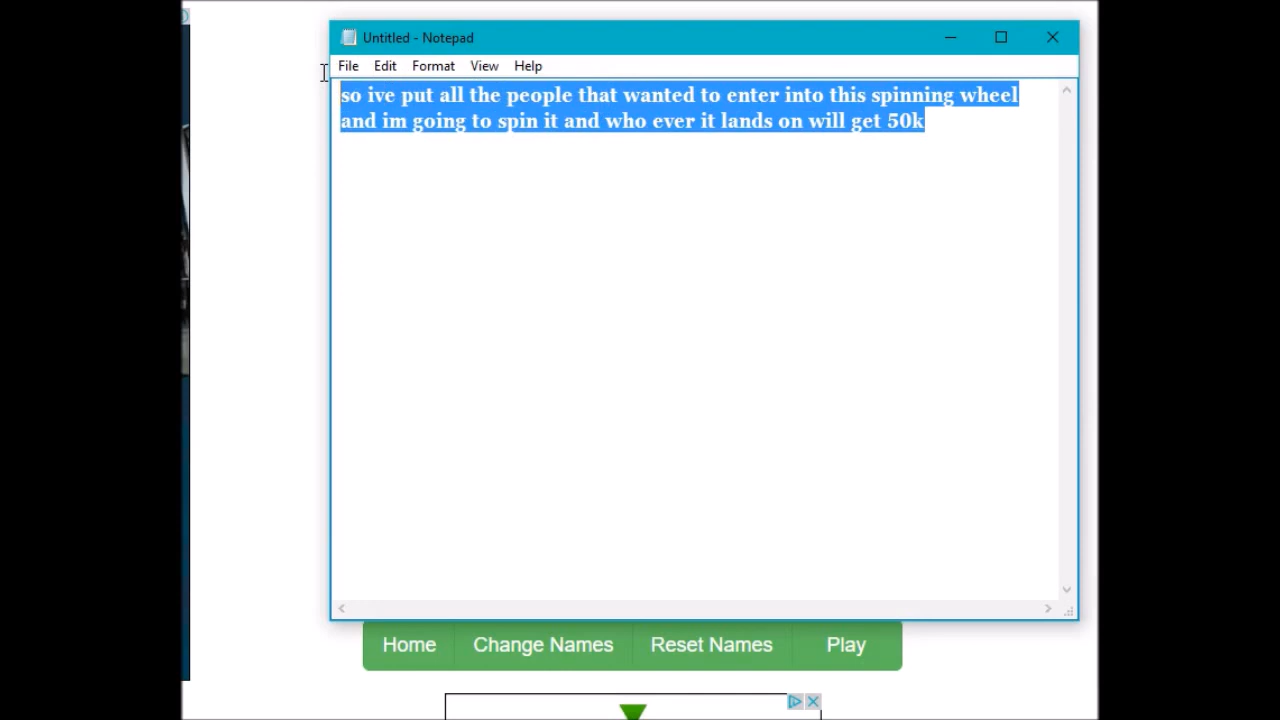 Untitled - Notepad
File Edit Format View Help
so ive put all the people that wanted to enter into this spinning wheel
and im going to spin it and who ever it lands on will get 50k
Home Change Names Reset Names Play